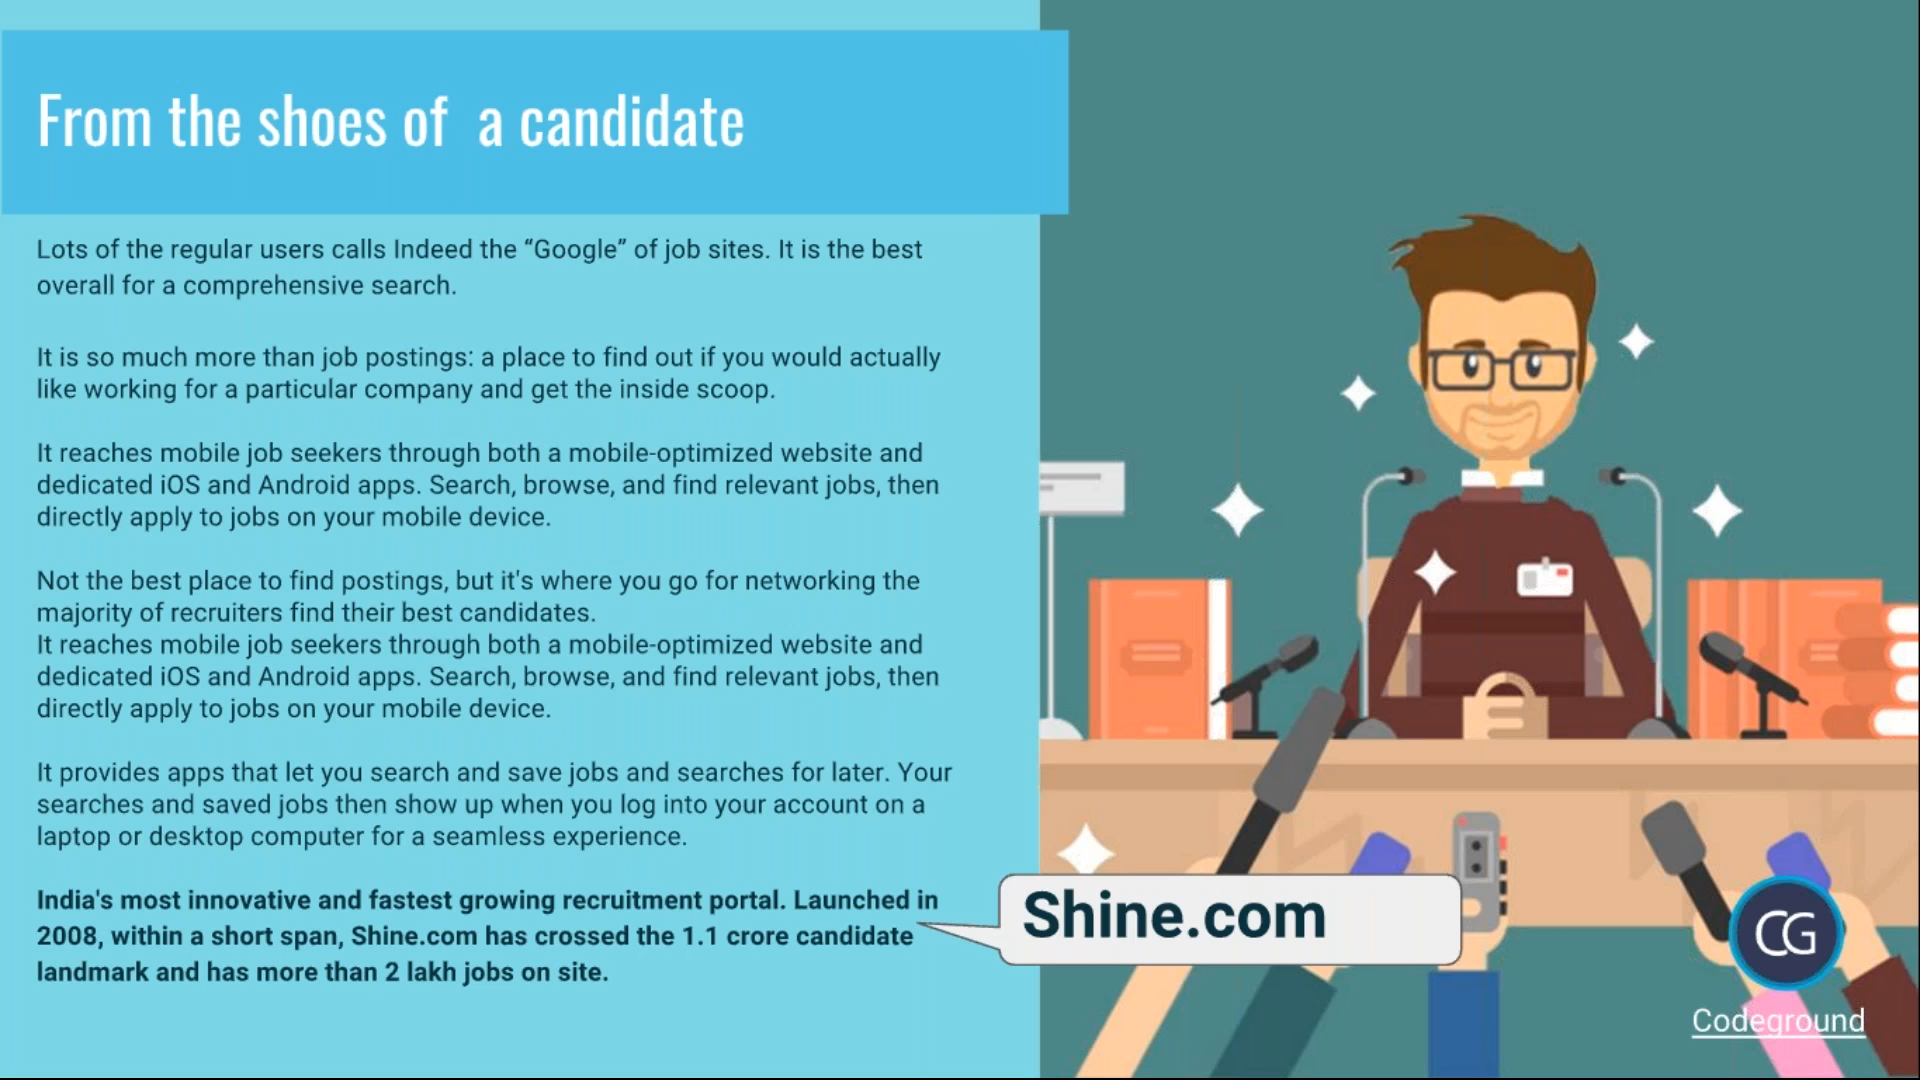 From the shoes of  a candidate
Lots of the regular users calls Indeed the “Google” of job sites. It is the best
overall for a comprehensive search.
It is so much more than job postings: a place to find out if you would actually
like working for a particular company and get the inside scoop.
It reaches mobile job seekers through both a mobile-optimized website and
dedicated iOS and Android apps. Search, browse, and find relevant jobs, then
directly apply to jobs on your mobile device.
Not the best place to find postings, but it's where you go for networking the
majority of recruiters find their best candidates.
It reaches mobile job seekers through both a mobile-optimized website and
dedicated iOS and Android apps. Search, browse, and find relevant jobs, then
directly apply to jobs on your mobile device.
It provides apps that let you search and save jobs and searches for later. Your
searches and saved jobs then show up when you log into your account on a
laptop or desktop computer for a seamless experience.
India's most innovative and fastest growing recruitment portal. Launched in
2008, within a short span, Shine.com has crossed the 1.1 crore candidate
landmark and has more than 2 lakh jobs on site.
Shine.com
CG
Codeground